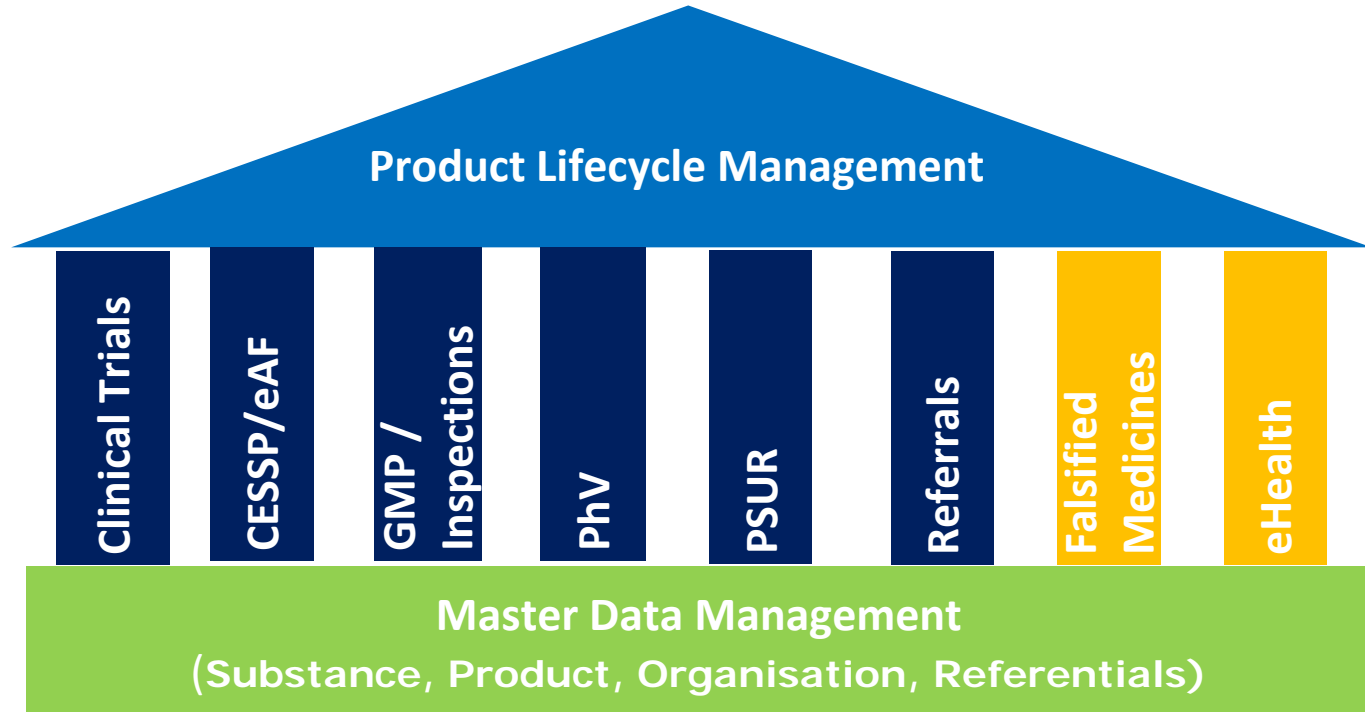 Product Lifecycle Management
Clinical Trials
CESSP/eAF
GMP /
Inspections
PhV
PSUR
Referrals
Falsified
Medicines
eHealth
Master Data Management
(Substance, Product, Organisation, Referentials)